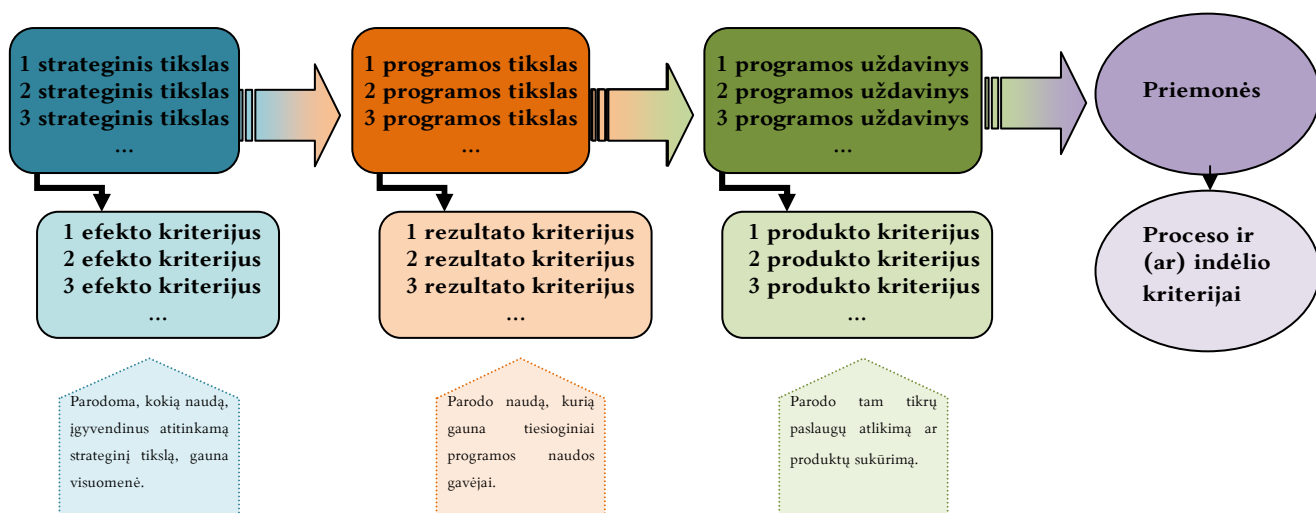 1 strateginis tikslas
2 strateginis tikslas
3 strateginis tikslas
...
1 programos tikslas
2 programos tikslas
3 programos tikslas
...
1 programos uždavinys
2 programos uždavinys
3 programos uždavinys
...
Priemonės
1 efekto kriterijus
2 efekto kriterijus
3 efekto kriterijus
...
1 rezultato kriterijus
2 rezultato kriterijus
3 rezultato kriterijus
...
1 produkto kriterijus
2 produkto kriterijus
3 produkto kriterijus
...
Proceso ir
(ar) indėlio
kriterijai
Parodoma, kokią naudą,
įgyvendinus atitinkamą
strateginį tikslą, gauna
visuomenė.
Parodo naudą, kurią
gauna tiesioginiai
programos naudos
gavėjai.
Parodo tam tikrų
paslaugų atlikimą ar
produktų sukūrimą.